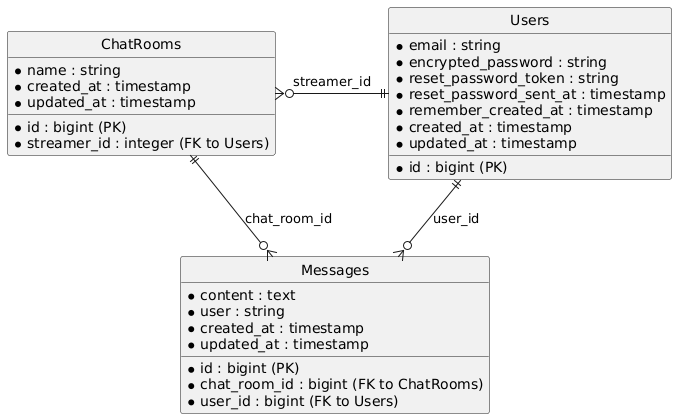 ChatRooms
name : string
created_at : timestamp
updated_at : timestamp
id : bigint (PK)
streamer_id : integer (FK to Users)
streamer_id
Users
email : string
encrypted_password : string
reset_password_token : string
reset_password_sent_at : timestamp
remember_created_at : timestamp
created_at : timestamp
updated_at : timestamp
id : bigint (PK)
chat_room_id
user_id
Messages
content : text
user : string
created_at : timestamp
updated_at : timestamp
id : bigint (PK)
chat_room_id : bigint (FK to ChatRooms)
user_id : bigint (FK to Users)